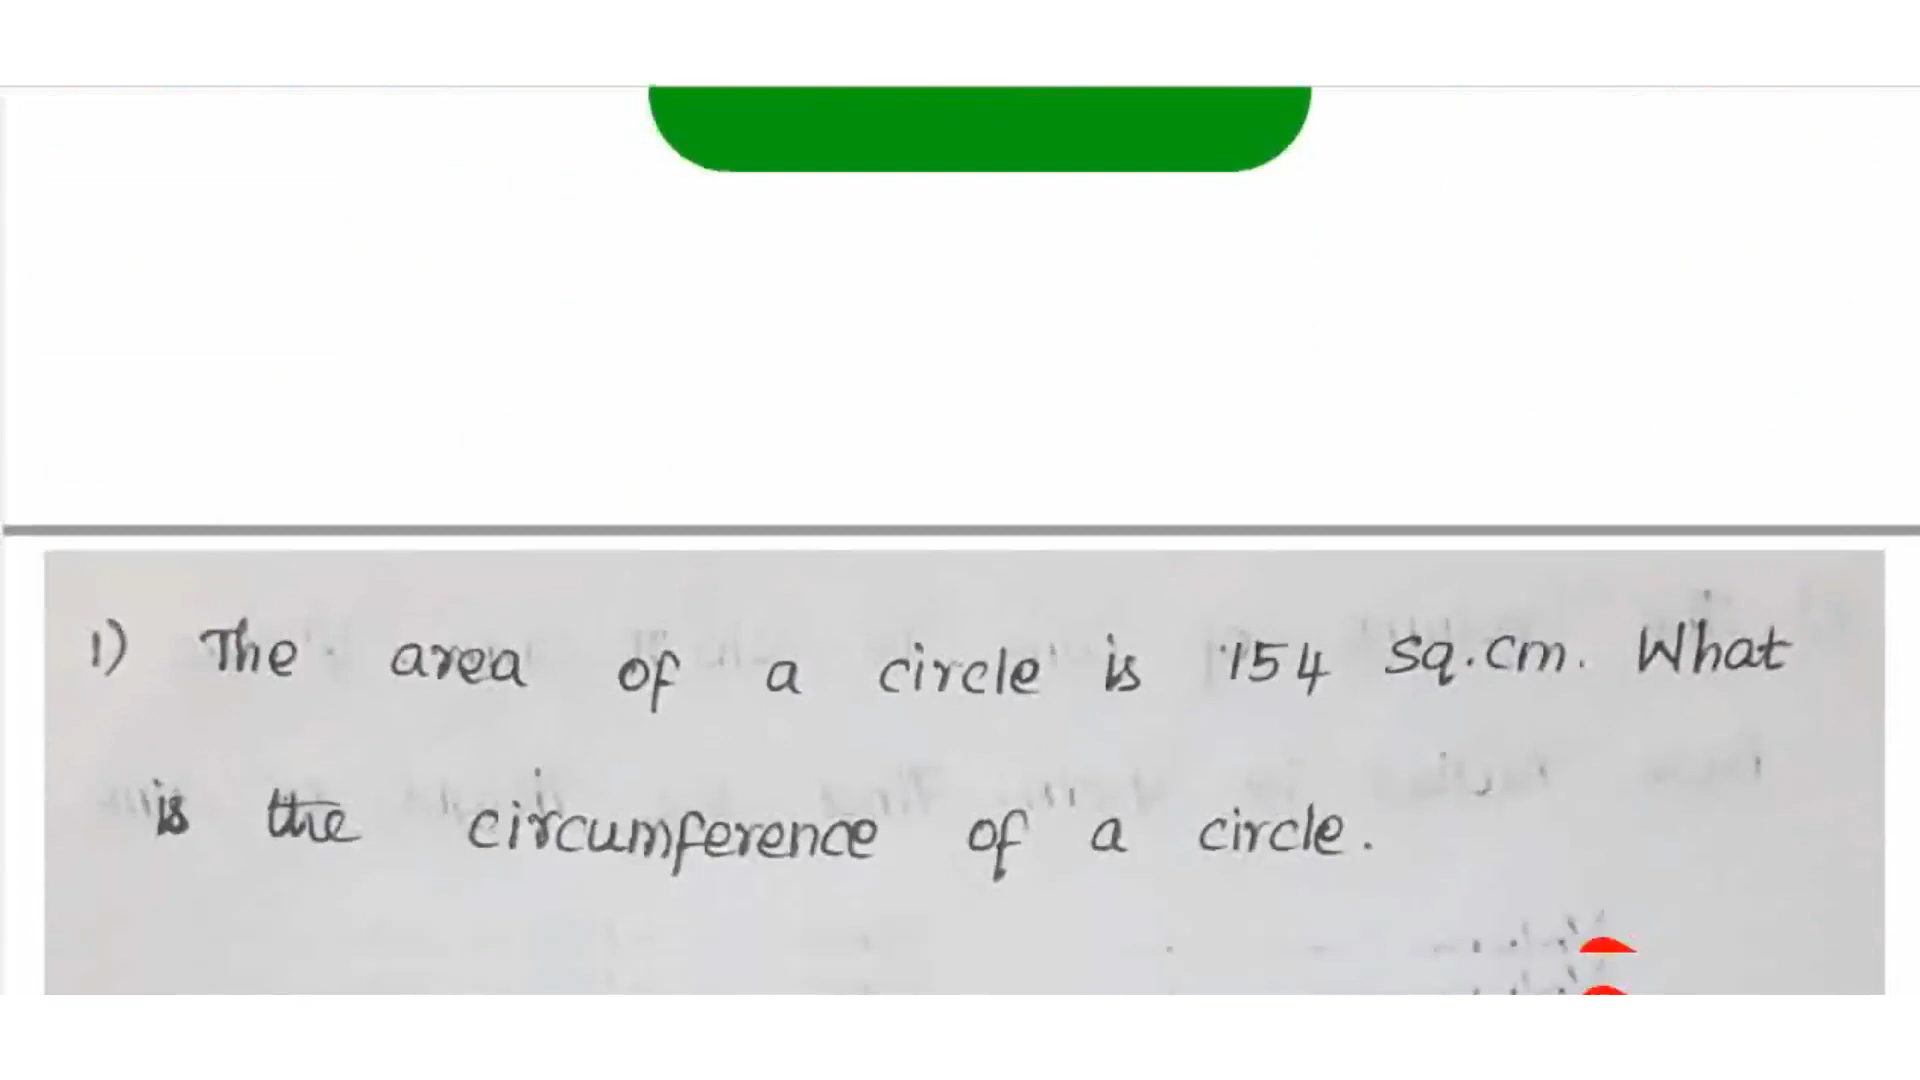 1) The area of a circle is 154 sq.cm. What
is the circumference of a circle.